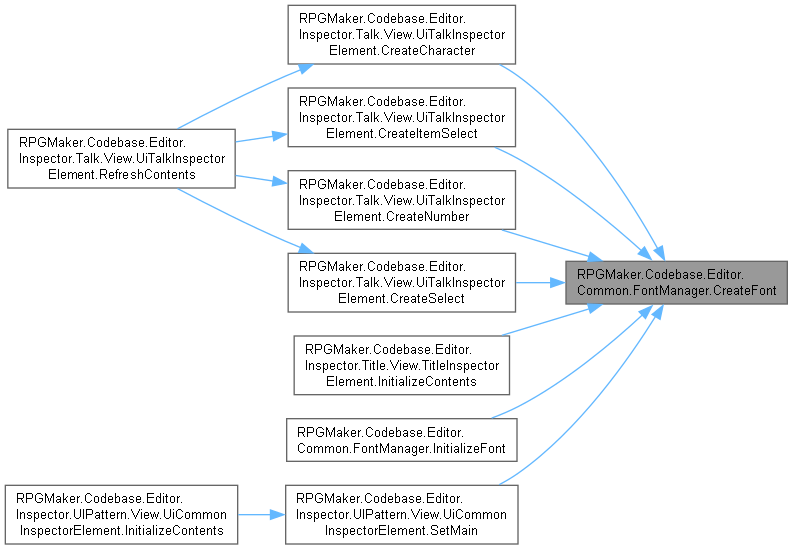 RPGMaker.Codebase.Editor.
Inspector.Talk.View.UiTalkInspector
Element.CreateCharacter
RPGMaker.Codebase.Editor.
Inspector.Talk.View.UiTalkInspector
Element.CreateItemSelect
RPGMaker.Codebase.Editor.
Inspector.Talk.View.UiTalkInspector
Element.RefreshContents
RPGMaker.Codebase.Editor.
Inspector.Talk.View.UiTalkInspector
Element.CreateNumber
RPGMaker.Codebase.Editor.
Inspector.Talk.View.UiTalkInspector
Element.CreateSelect
RPGMaker.Codebase.Editor.
Common.FontManager.CreateFont
RPGMaker.Codebase.Editor.
Inspector.Title.View.TitleInspector
Element.InitializeContents
RPGMaker.Codebase.Editor.
Common.FontManager.InitializeFont
RPGMaker.Codebase.Editor.
Inspector.UIPattern.View.UiCommon
InspectorElement.InitializeContents
RPGMaker.Codebase.Editor.
Inspector.UIPattern.View.UiCommon
InspectorElement.SetMain